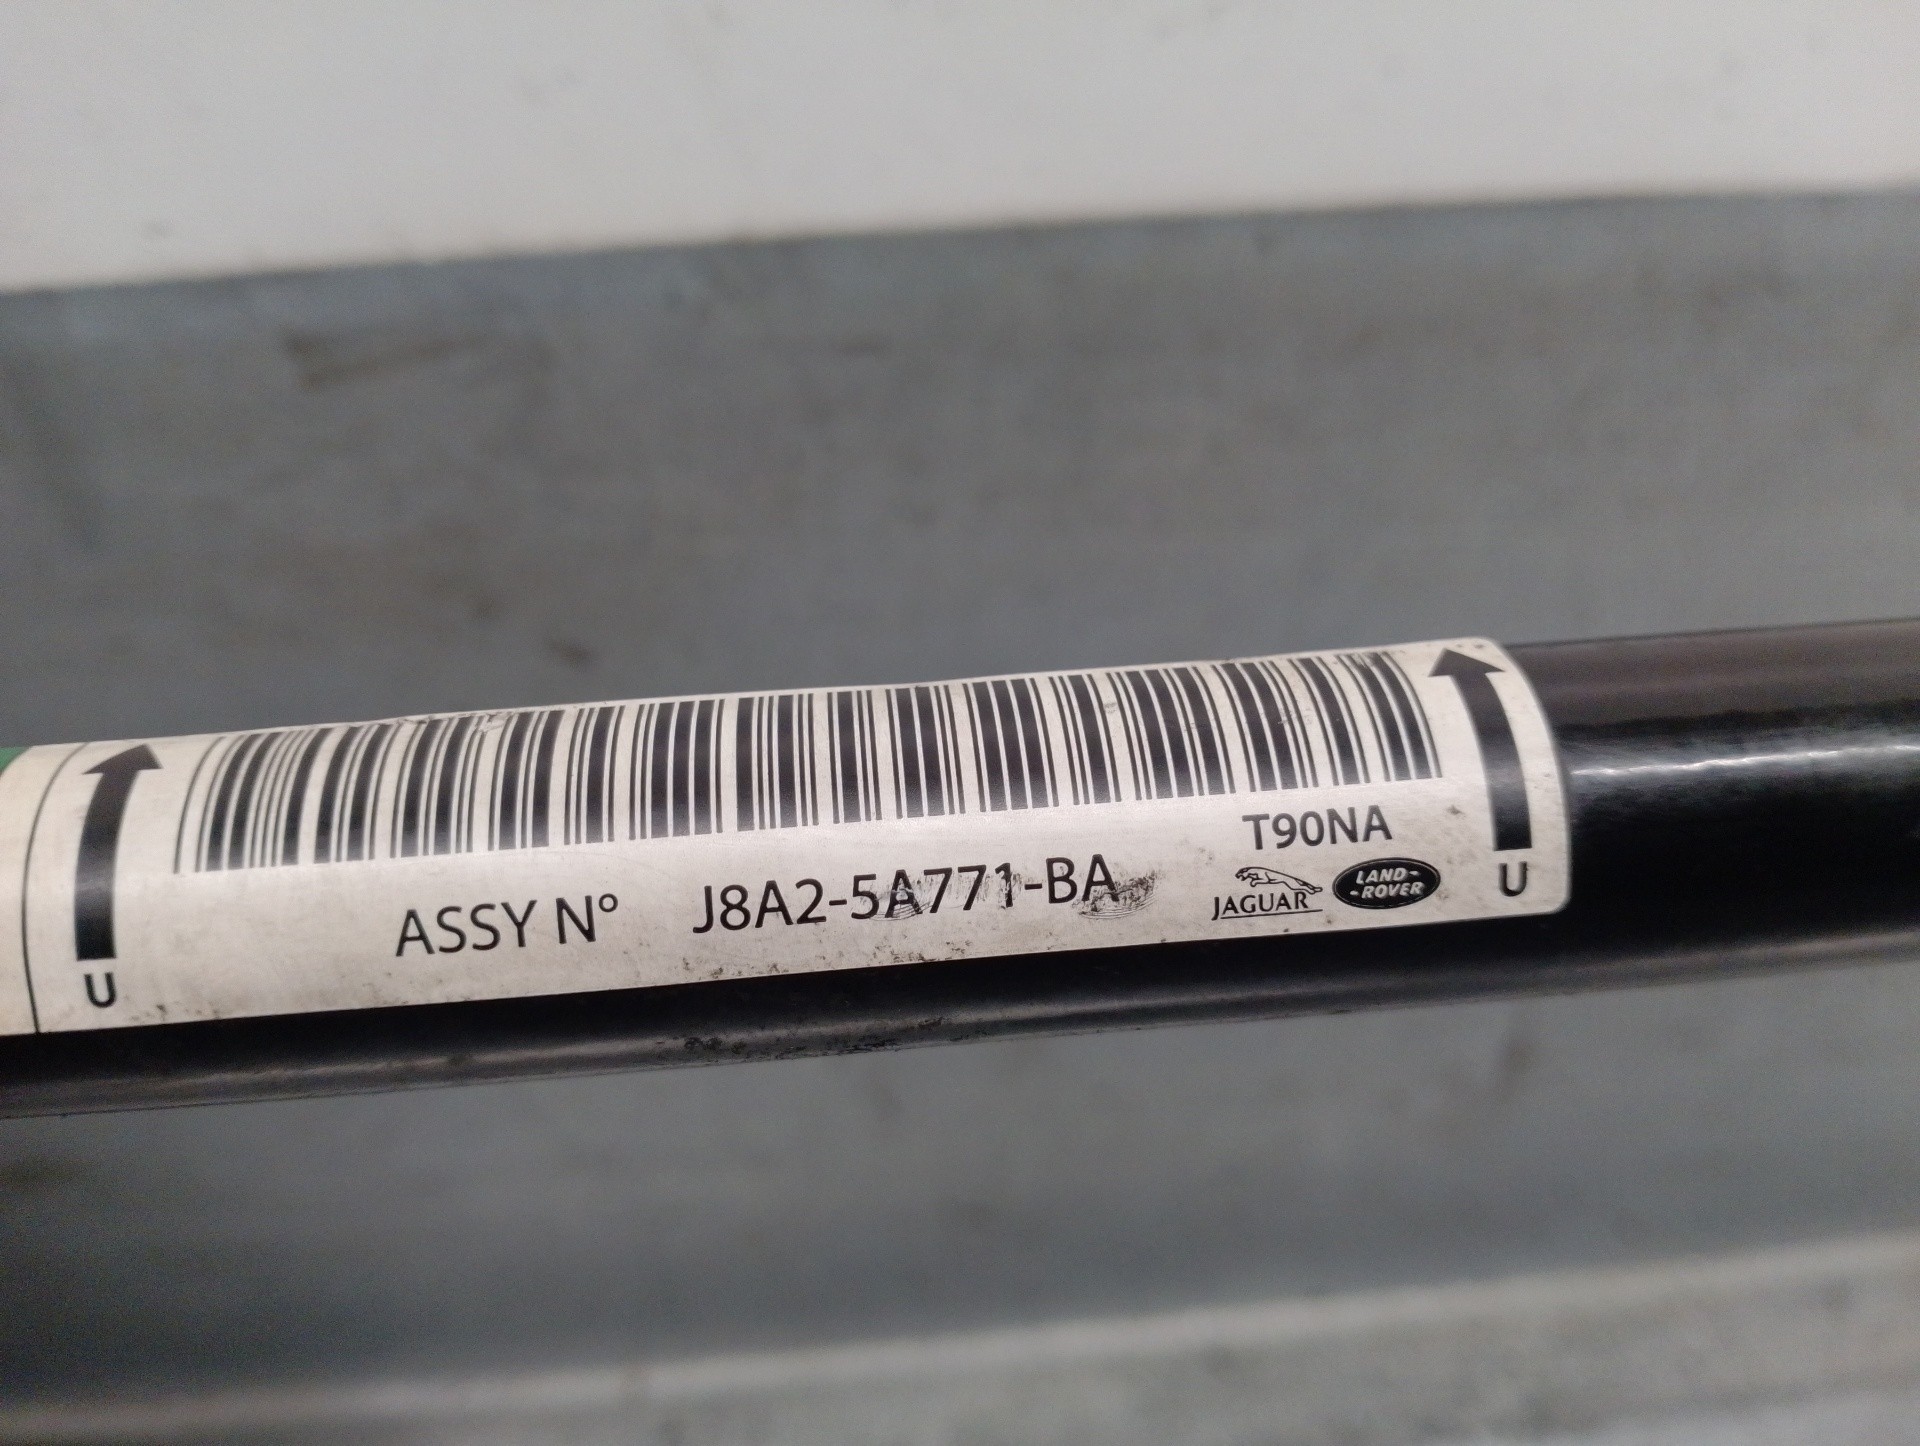 T90NA
ASSY N° J8A2-5A771-BA
JAGUAR LAND ROVER
U U